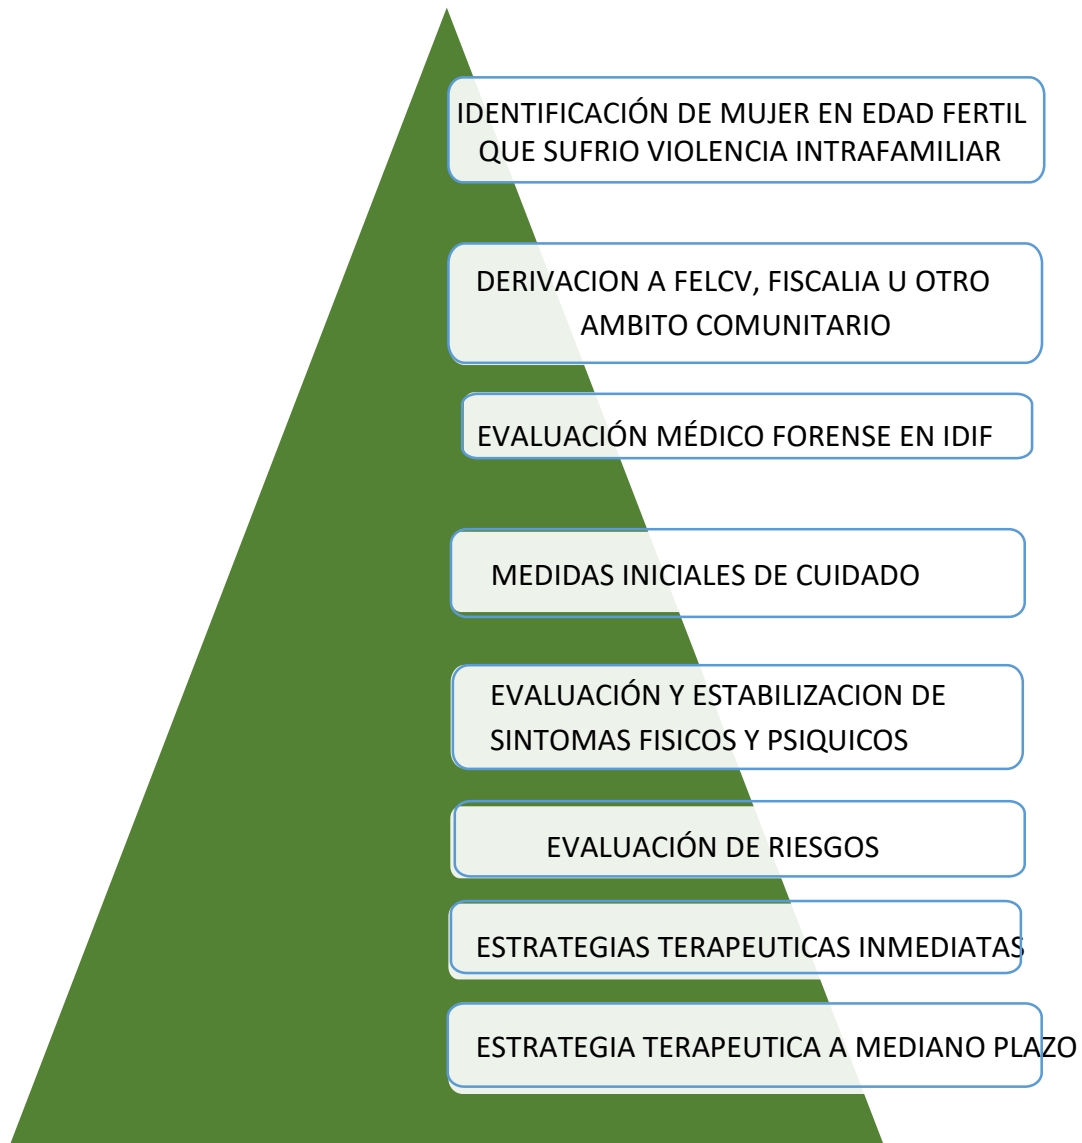 IDENTIFICACIÓN DE MUJER EN EDAD FERTIL
QUE SUFRIO VIOLENCIA INTRAFAMILIAR
DERIVACION A FELCV, FISCALIA U OTRO
AMBITO COMUNITARIO
EVALUACIÓN MÉDICO FORENSE EN IDIF
MEDIDAS INICIALES DE CUIDADO
EVALUACIÓN Y ESTABILIZACION DE
SINTOMAS FISICOS Y PSIQUICOS
EVALUACIÓN DE RIESGOS
ESTRATEGIAS TERAPEUTICAS INMEDIATAS
ESTRATEGIA TERAPEUTICA A MEDIANO PLAZO